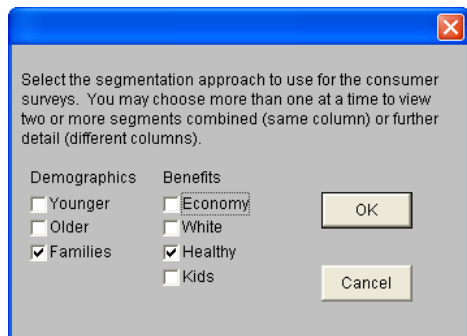 Select the segmentation approach to use for the consumer
surveys. You may choose more than one at a time to view
two or more segments combined (same column) or further
detail (different columns).
Demographics
Younger
Older
Families
Benefits
Economy
White
Healthy
Kids
OK
Cancel